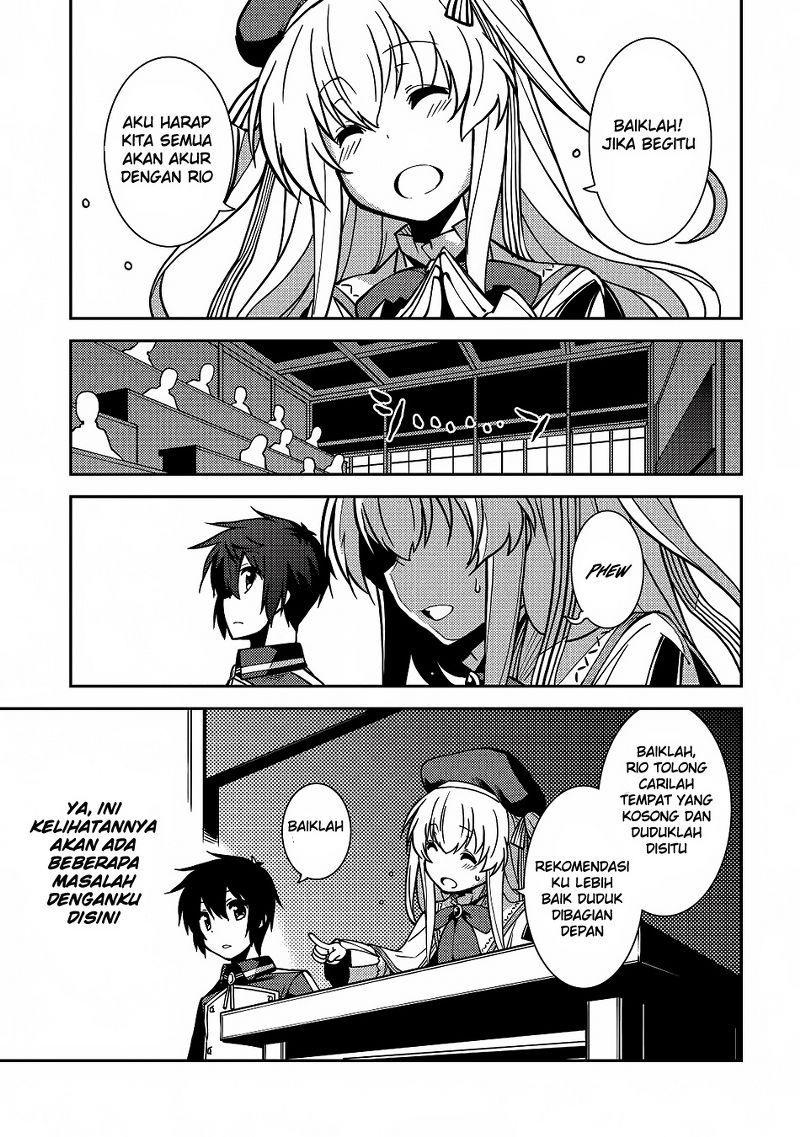 BAIKLAH!
JIKA BEGITU
AKU HARAP
KITA SEMUA
AKAN AKUR
DENGAN RIO
PHEW
BAIKLAH,
RIO TOLONG
CARILAH
TEMPAT YANG
KOSONG DAN
DUDUKLAH
DISITU
REKOMENDASI
KU LEBIH
BAIK DUDUK
DIBAGIAN
DEPAN
BAIKLAH
YA, INI
KELIHATANNYA
AKAN ADA
BEBERAPA
MASALAH
DENGANKU
DISINI